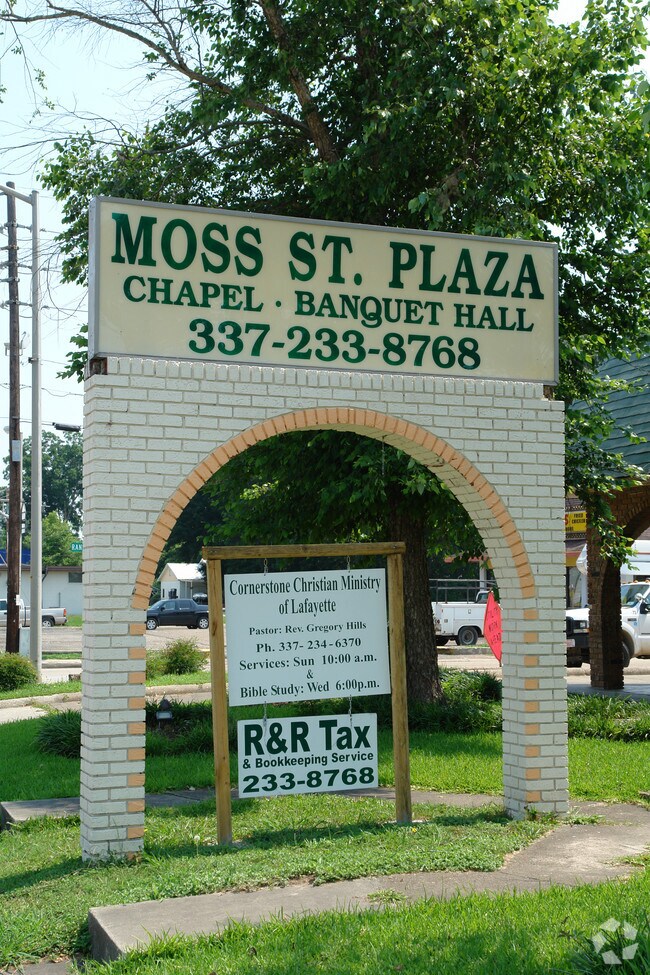 MOSS ST. PLAZA
CHAPEL · BANQUET HALL
337-233-8768
Cornerstone Christian Ministry
of Lafayette
Pastor: Rev. Gregory Hills
Ph. 337- 234-6370
Services: Sun 10:00 a.m.
&
Bible Study: Wed 6:00p.m.
R&R Tax
& Bookkeeping Service
233-8768